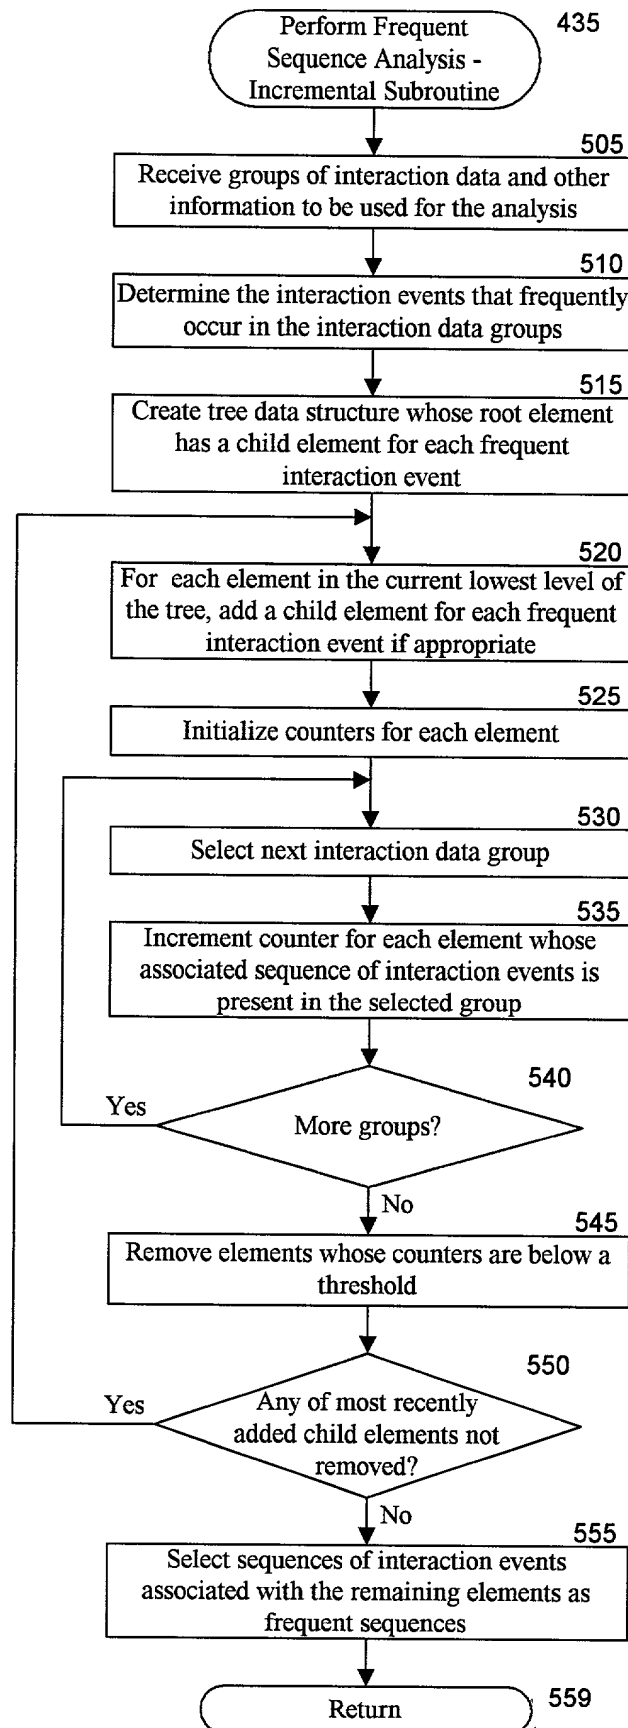 Perform Frequent
435
Sequence Analysis -
Incremental Subroutine
505
Receive groups of interaction data and other
information to be used for the analysis
510
Determine the interaction events that frequently
occur in the interaction data groups
515
Create tree data structure whose root element
has a child element for each frequent
interaction event
520
For each element in the current lowest level of
the tree, add a child element for each frequent
interaction event if appropriate
525
Initialize counters for each element
530
Select next interaction data group
535
Increment counter for each element whose
associated sequence of interaction events is
present in the selected group
540
Yes
More groups?
No
545
Remove elements whose counters are below a
threshold
550
Yes
Any of most recently
added child elements not
removed?
No
555
Select sequences of interaction events
associated with the remaining elements as
frequent sequences
559
Return